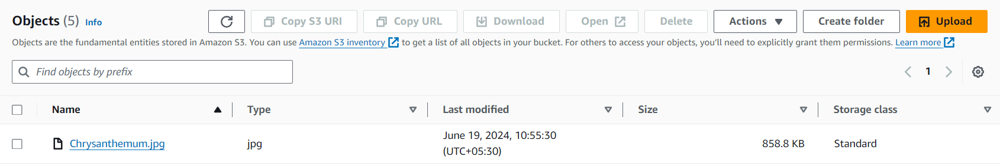 Objects (5) Info
Copy S3 URI
Copy URL
Download
Open
Delete
Actions
Create folder
Upload
Objects are the fundamental entities stored in Amazon S3. You can use Amazon S3 inventory to get a list of all objects in your bucket. For others to access your objects, you’ll need to explicitly grant them permissions. Learn more
Find objects by prefix
1
Name
Type
Last modified
Size
Storage class
Chrysanthemum.jpg
jpg
June 19, 2024, 10:55:30
(UTC+05:30)
858.8 KB
Standard